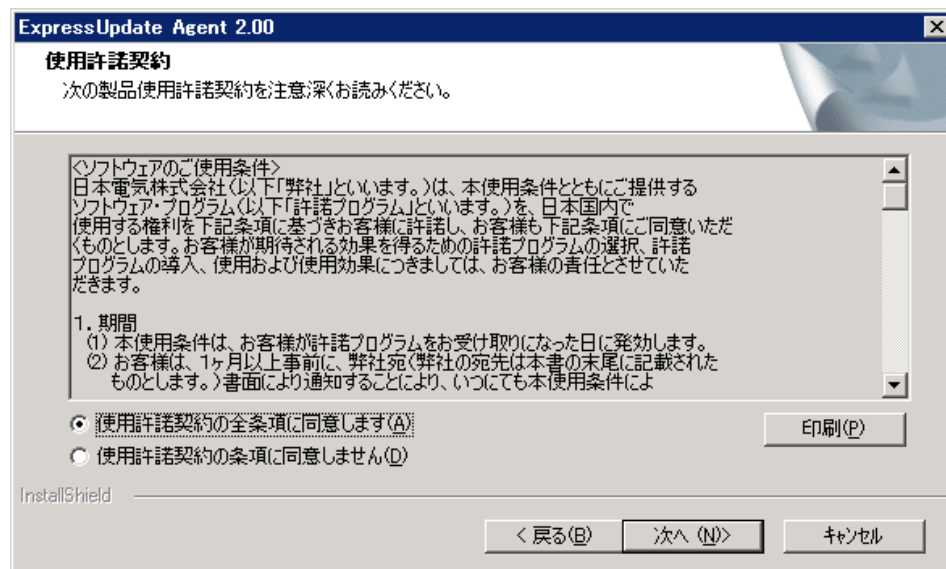 ExpressUpdate Agent 2.00
使用許諾契約
次の製品使用許諾契約を注意深くお読みください。
<ソフトウェアのご使用条件>
日本電気株式会社(以下「弊社」といいます。)は、本使用条件とともにご提供する
ソフトウェア・プログラム(以下「許諾プログラム」といいます。)を、日本国内で
使用する権利を下記条項に基づきお客様に許諾し、お客様も下記条項にご同意いただ
くものとします。お客様が期待される効果を得るための許諾プログラムの選択、許諾
プログラムの導入、使用および使用効果につきましては、お客様の責任とさせていた
だきます。
1. 期間
(1) 本使用条件は、お客様が許諾プログラムをお受け取りになった日に発効します。
(2) お客様は、1ヶ月以上事前に、弊社宛(弊社の宛先は本書の末尾に記載された
ものとします。)書面により通知することにより、いつにても本使用条件によ
使用許諾契約の全条項に同意します(A)
印刷(P)
使用許諾契約の条項に同意しません(D)
InstallShield
< 戻る(B)
次へ (N)>
キャンセル